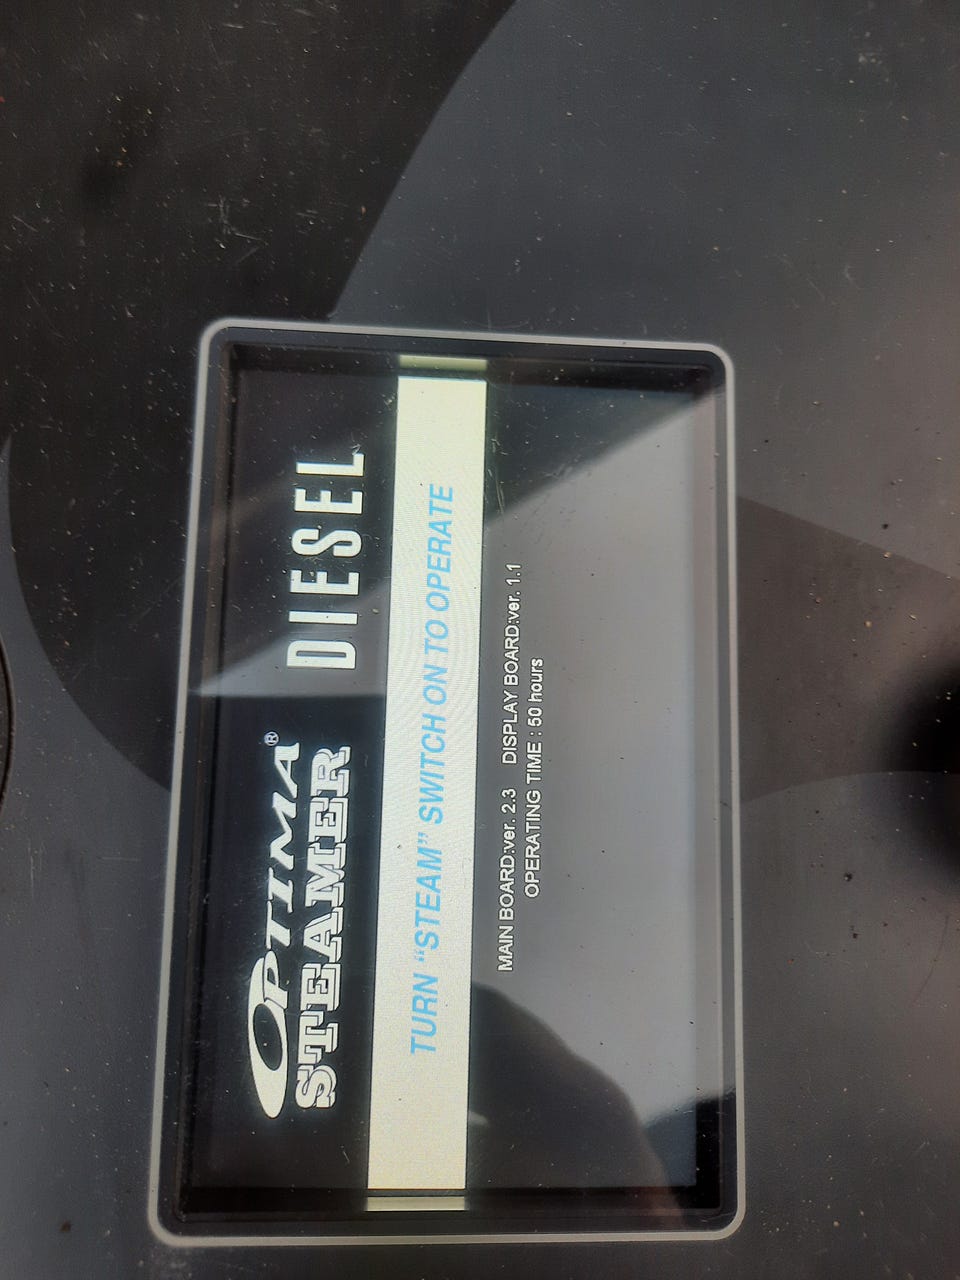 OPTIMA®
STEAMER
DIESEL
TURN "STEAM" SWITCH ON TO OPERATE
MAIN BOARD:ver. 2.3 DISPLAY BOARD:ver. 1.1
OPERATING TIME : 50 hours